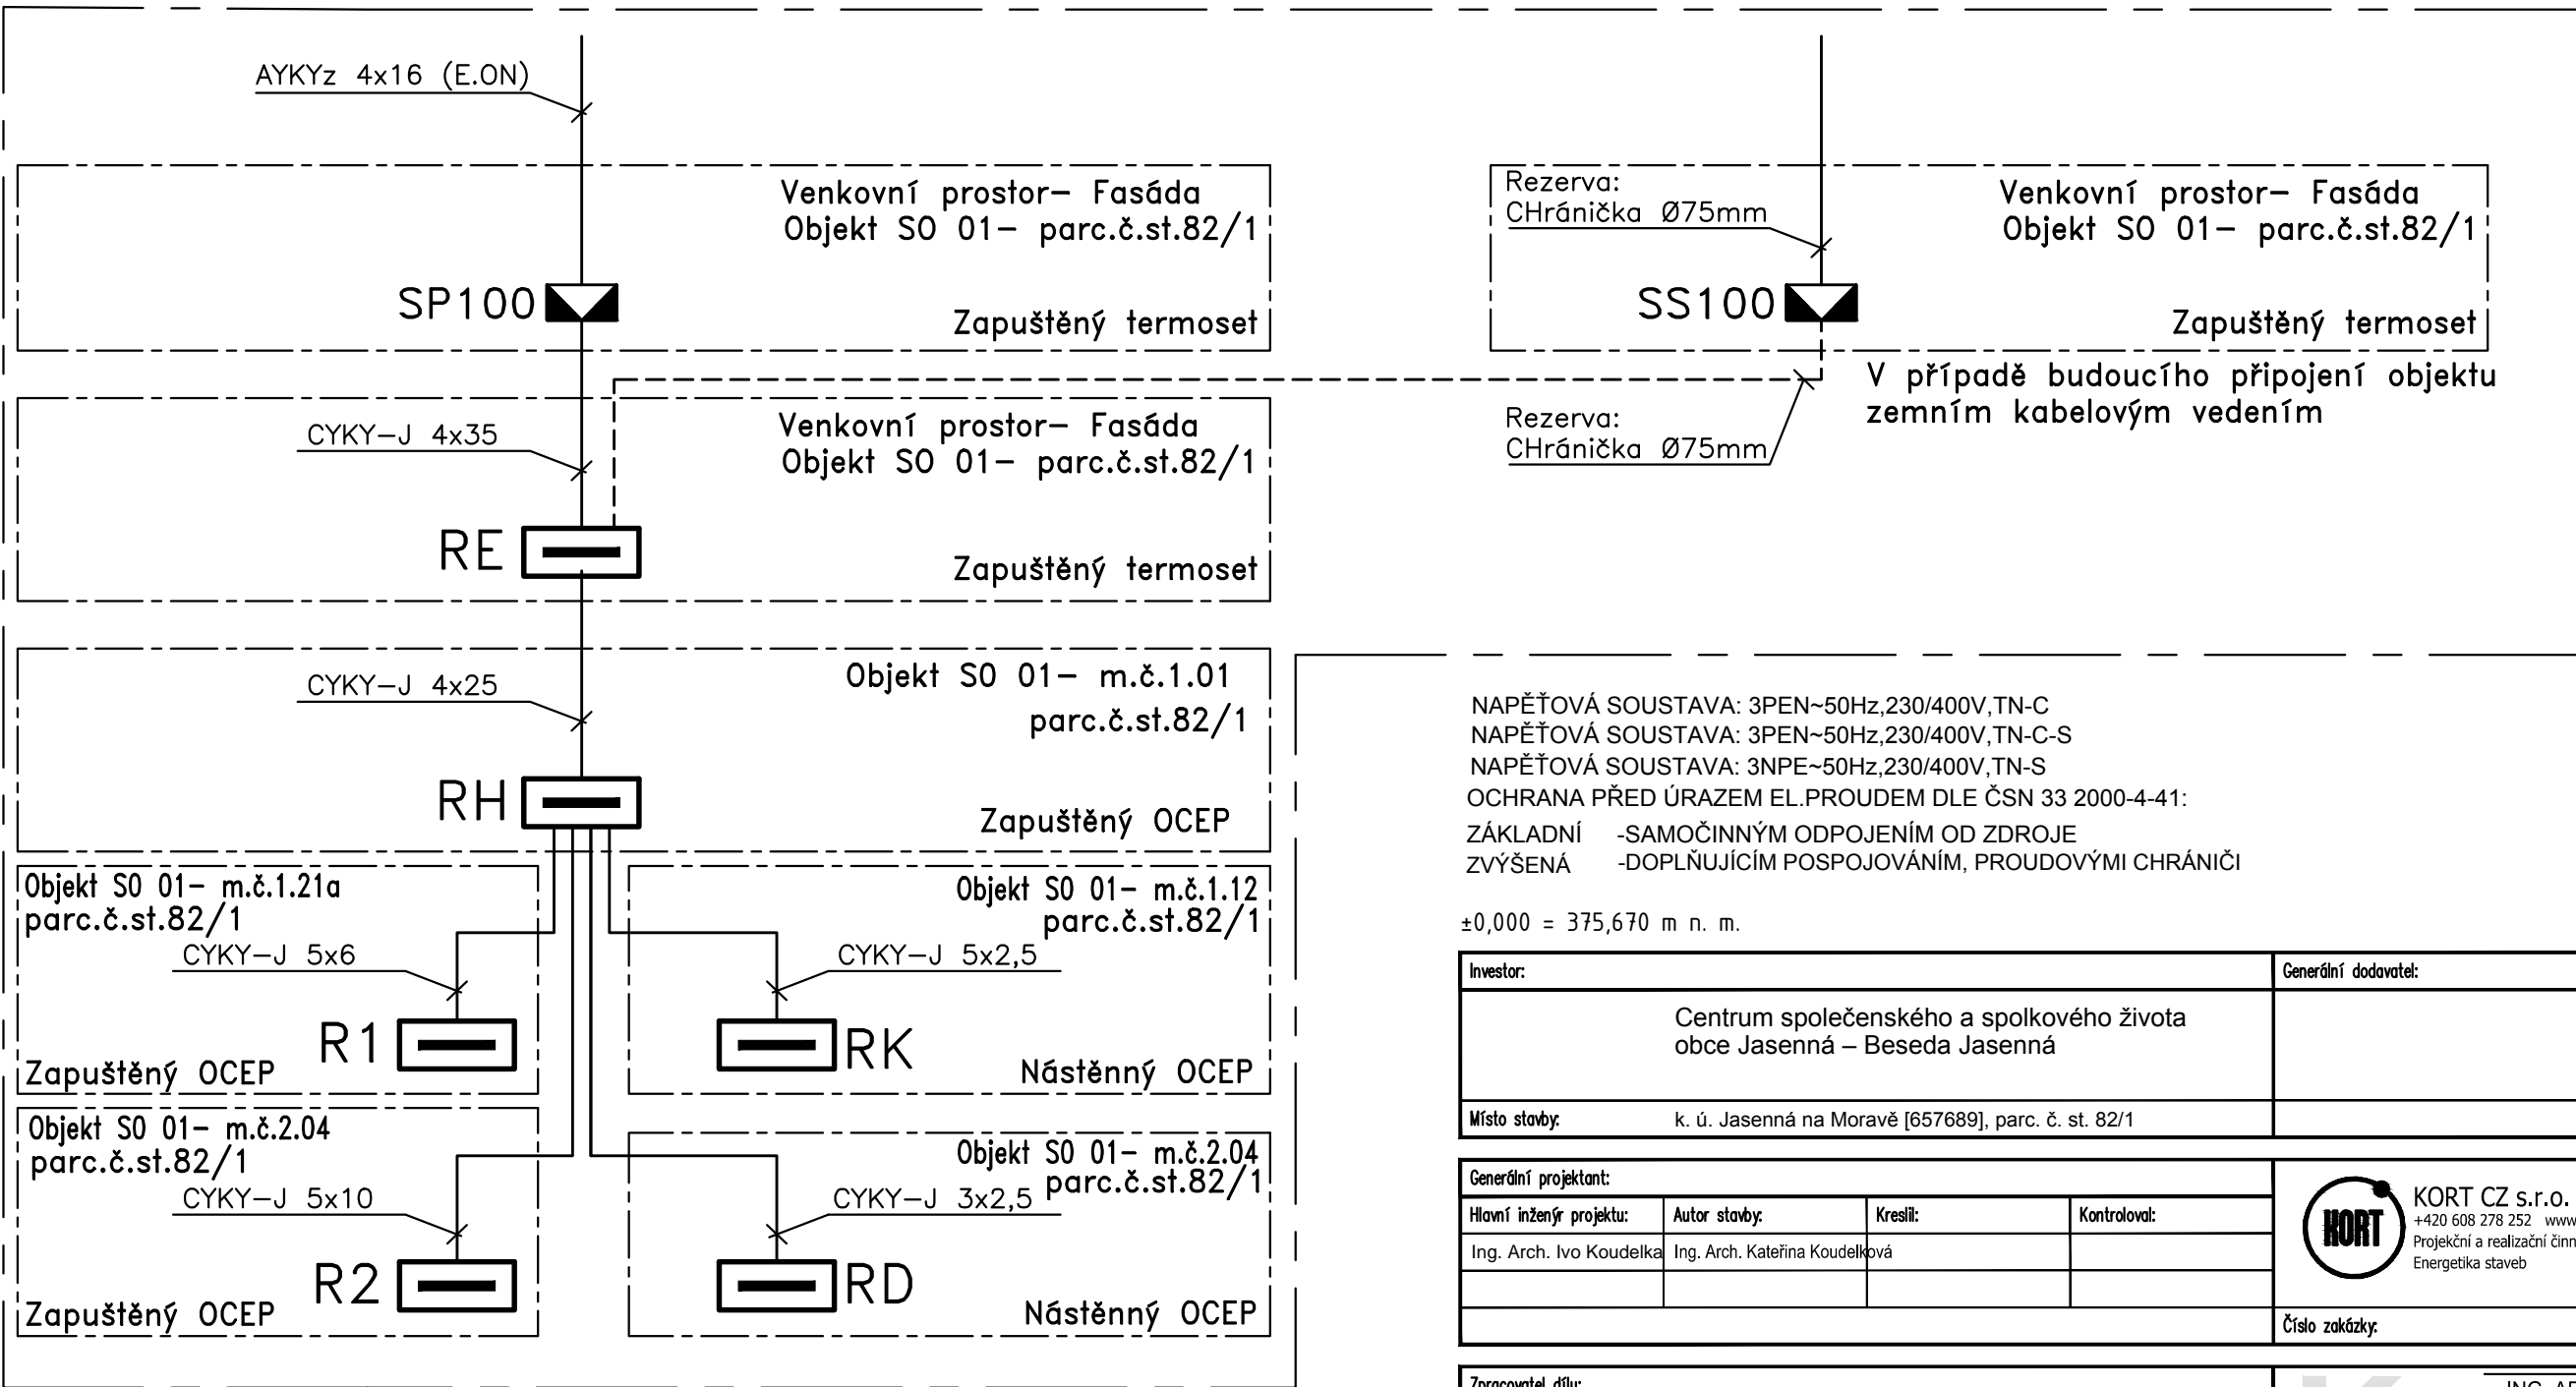 AYKYz 4x16 (E.ON)
Venkovní prostor– Fasáda
Objekt SO 01– parc.č.st.82/1
SP100
Zapuštěný termoset
Rezerva:
CHránička Ø75mm
Venkovní prostor– Fasáda
Objekt SO 01– parc.č.st.82/1
SS100
Zapuštěný termoset
V případě budoucího připojení objektu
zemním kabelovým vedením
Rezerva:
CHránička Ø75mm
CYKY–J 4x35
Venkovní prostor– Fasáda
Objekt SO 01– parc.č.st.82/1
RE
Zapuštěný termoset
CYKY–J 4x25
Objekt SO 01– m.č.1.01
parc.č.st.82/1
RH
Zapuštěný OCEP
Objekt SO 01– m.č.1.21a
parc.č.st.82/1
CYKY–J 5x6
R1
Zapuštěný OCEP
Objekt SO 01– m.č.1.12
parc.č.st.82/1
CYKY–J 5x2,5
RK
Nástěnný OCEP
Objekt SO 01– m.č.2.04
parc.č.st.82/1
CYKY–J 5x10
R2
Zapuštěný OCEP
Objekt SO 01– m.č.2.04
parc.č.st.82/1
CYKY–J 3x2,5
RD
Nástěnný OCEP
NAPĚŤOVÁ SOUSTAVA: 3PEN~50Hz,230/400V,TN-C
NAPĚŤOVÁ SOUSTAVA: 3PEN~50Hz,230/400V,TN-C-S
NAPĚŤOVÁ SOUSTAVA: 3NPE~50Hz,230/400V,TN-S
OCHRANA PŘED ÚRAZEM EL.PROUDEM DLE ČSN 33 2000-4-41:
ZÁKLADNÍ -SAMOČINNÝM ODPOJENÍM OD ZDROJE
ZVÝŠENÁ -DOPLŇUJÍCÍM POSPOJOVÁNÍM, PROUDOVÝMI CHRÁNIČI
±0,000 = 375,670 m n. m.
Investor:
Generální dodavatel:
Centrum společenského a spolkového života
obce Jasenná – Beseda Jasenná
Místo stavby: k. ú. Jasenná na Moravě [657689], parc. č. st. 82/1
Generální projektant:
Hlavní inženýr projektu: Autor stavby: Kreslil: Kontroloval:
Ing. Arch. Ivo Koudelka Ing. Arch. Kateřina Koudelková
KORT
KORT CZ s.r.o.
+420 608 278 252 www
Projekční a realizační činn
Energetika staveb
Číslo zakázky:
Zpracovatel dílu: